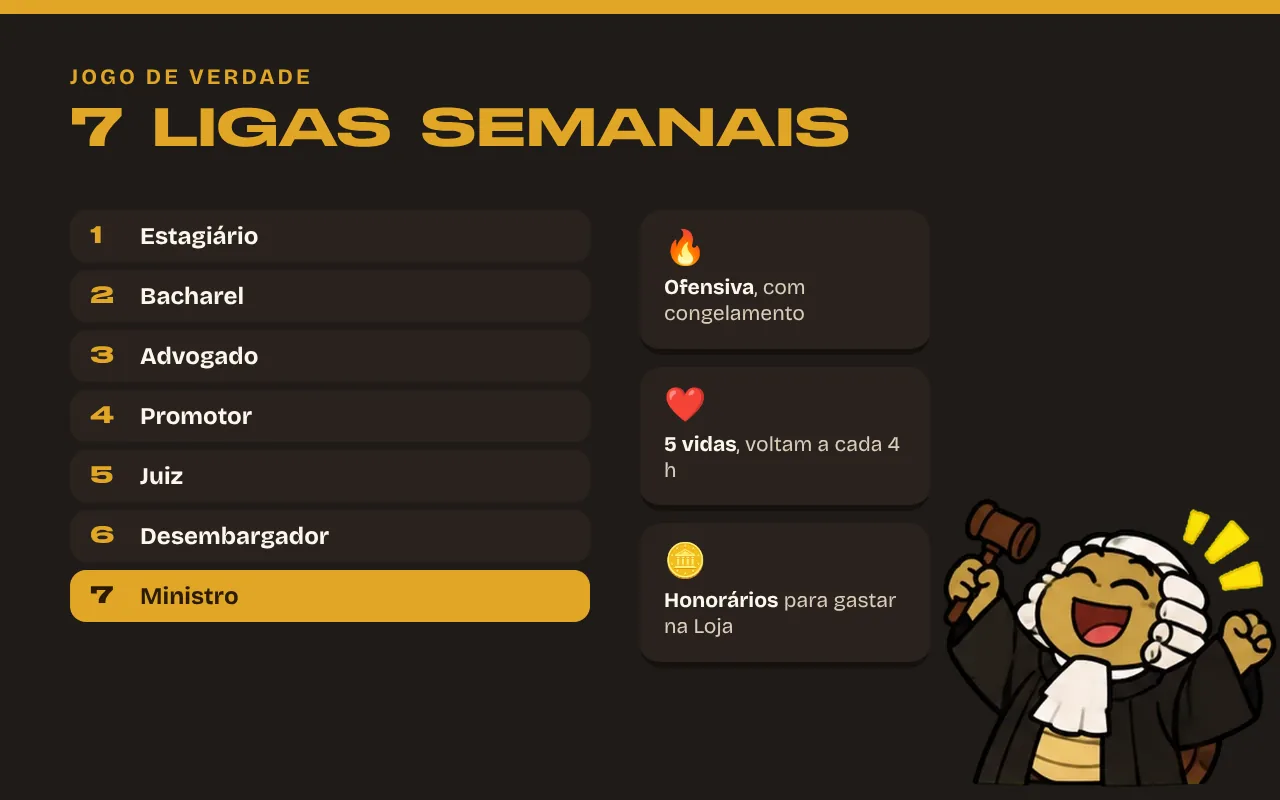 JOGO DE VERDADE
7 LIGAS SEMANAIS
1 Estagiário
2 Bacharel
3 Advogado
4 Promotor
5 Juiz
6 Desembargador
7 Ministro
Ofensiva, com
congelamento
5 vidas, voltam a cada 4
h
Honorários para gastar
na Loja